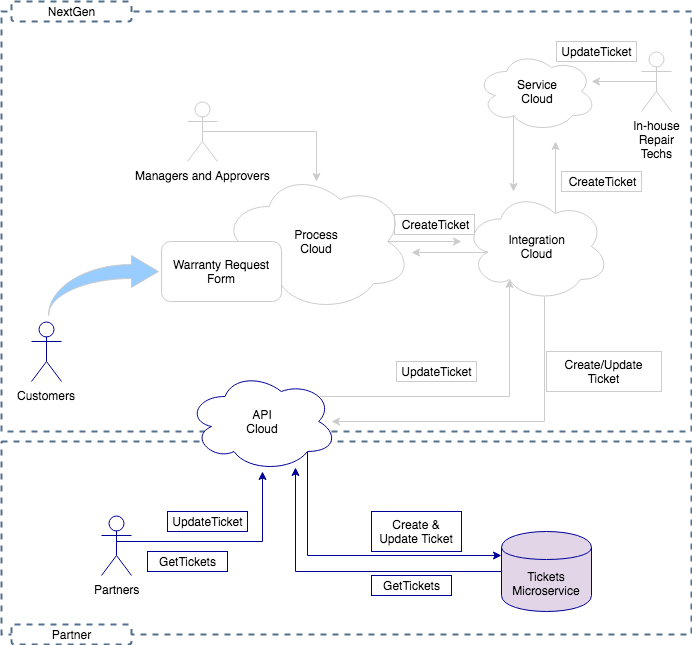 NextGen
UpdateTicket
Service
Cloud
In-house
Repair
Techs
Managers and Approvers
CreateTicket
CreateTicket
Process
Cloud
Integration
Cloud
Warranty Request
Form
Customers
UpdateTicket
Create/Update
Ticket
API
Cloud
UpdateTicket
Create &
Update Ticket
GetTickets
Partners
GetTickets
Tickets
Microservice
Partner